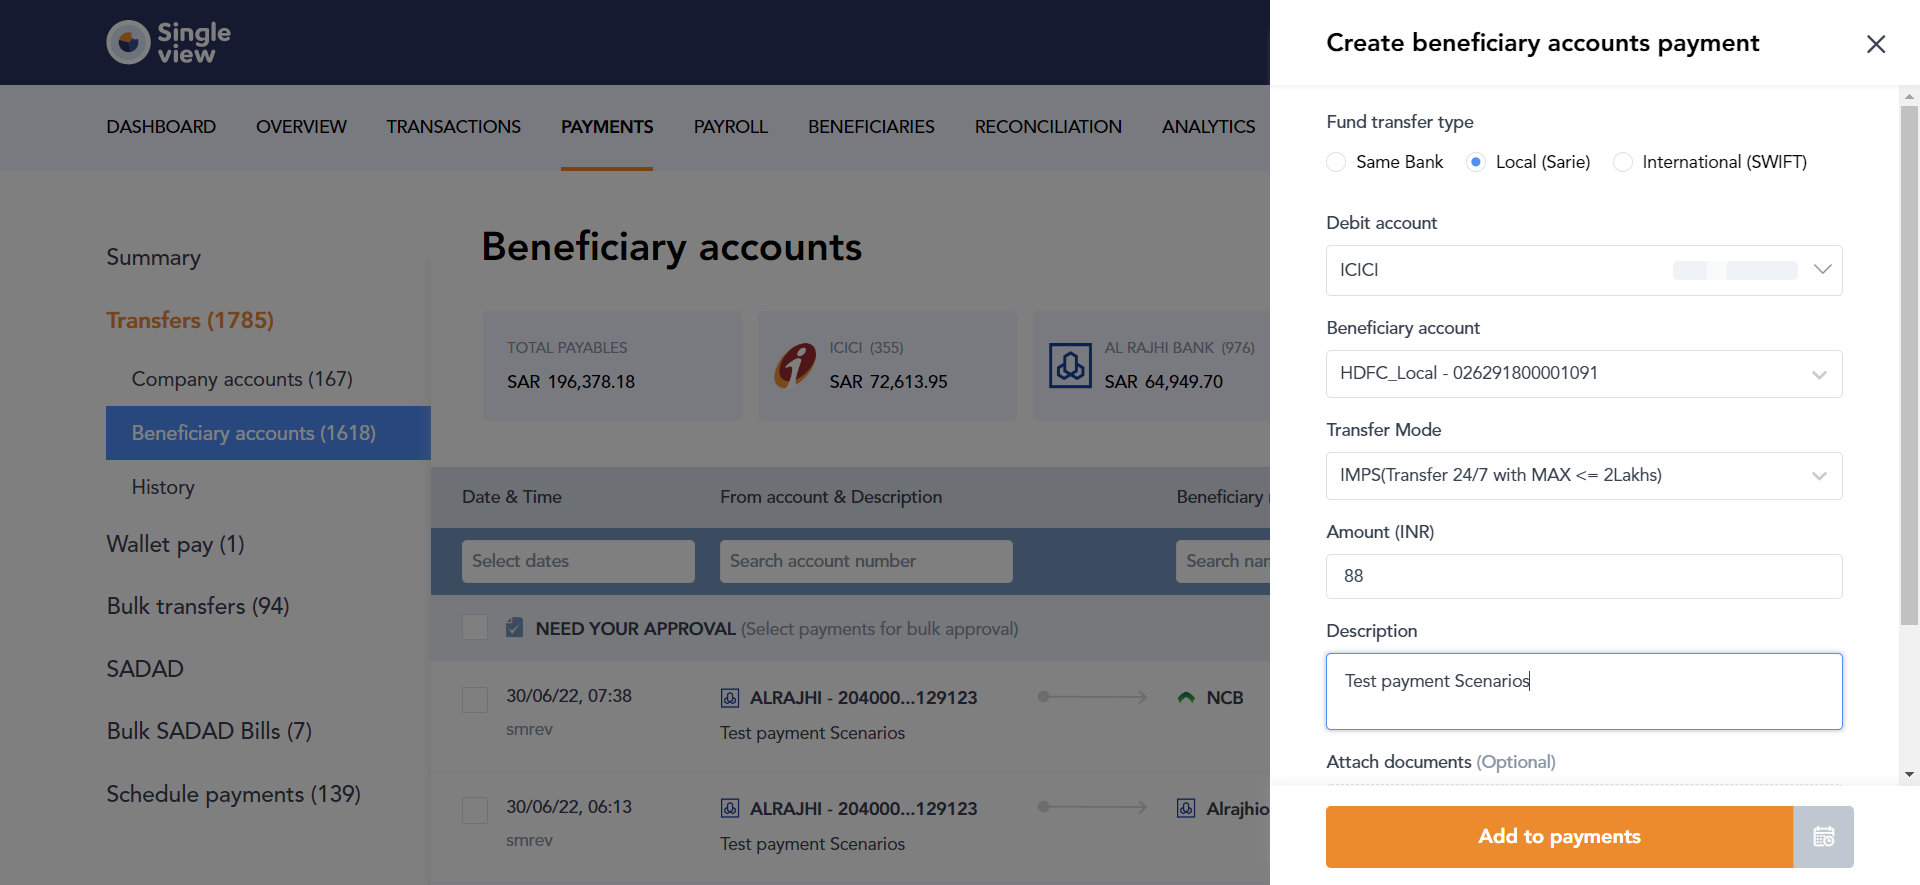 Single
view
DASHBOARD OVERVIEW TRANSACTIONS PAYMENTS PAYROLL BENEFICIARIES RECONCILIATION ANALYTICS
Summary
Transfers (1785)
Company accounts (167)
Beneficiary accounts (1618)
History
Wallet pay (1)
Bulk transfers (94)
SADAD
Bulk SADAD Bills (7)
Schedule payments (139)
Beneficiary accounts
TOTAL PAYABLES
SAR 196,378.18
ICICI (355)
SAR 72,613.95
AL RAJHI BANK (976)
SAR 64,949.70
Date & Time From account & Description Beneficiary
Select dates Search account number Search nar
NEED YOUR APPROVAL (Select payments for bulk approval)
30/06/22, 07:38 ALRAJHI - 204000...129123 NCB
smrev Test payment Scenarios
30/06/22, 06:13 ALRAJHI - 204000...129123 Alrajhio
smrev Test payment Scenarios
Create beneficiary accounts payment
Fund transfer type
Same Bank Local (Sarie) International (SWIFT)
Debit account
ICICI
Beneficiary account
HDFC_Local - 026291800001091
Transfer Mode
IMPS(Transfer 24/7 with MAX <= 2Lakhs)
Amount (INR)
88
Description
Test payment Scenarios
Attach documents (Optional)
Add to payments